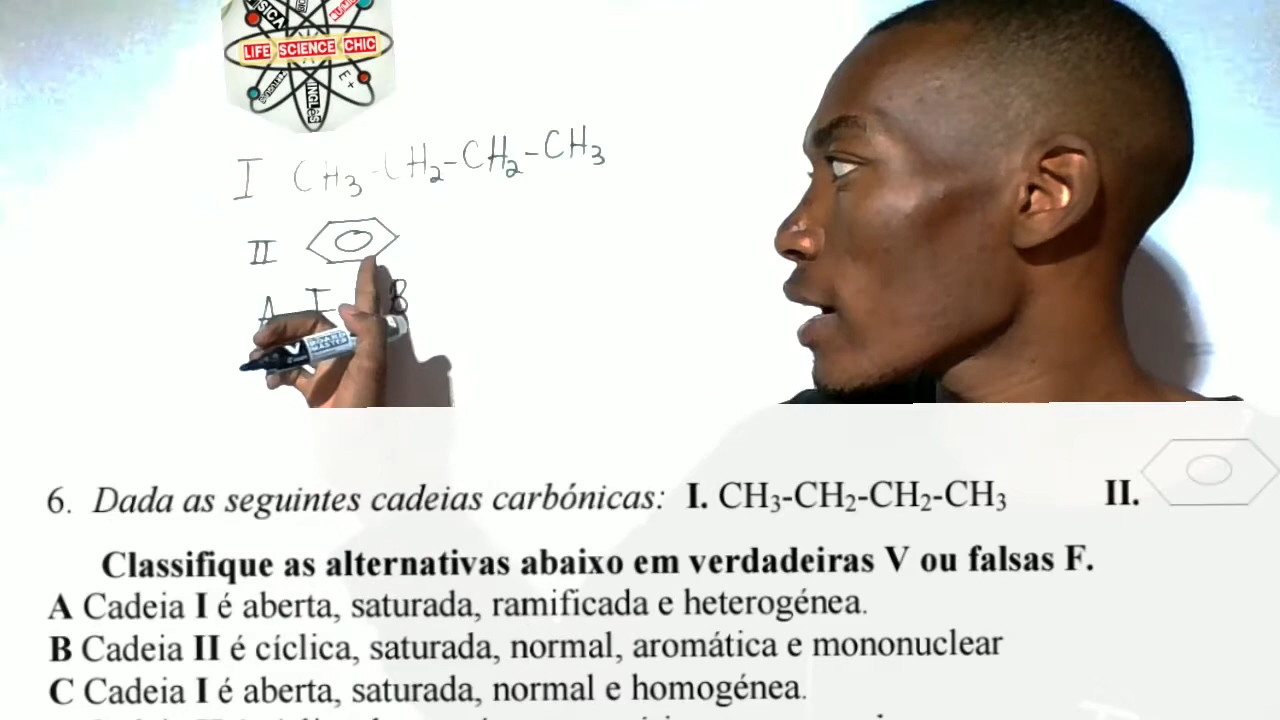 LIFE SCIENCE CHIC
INGLÊS
E+
I CH₃-CH₂-CH₂-CH₃
II
A I B
6. Dada as seguintes cadeias carbónicas: I. CH₃-CH₂-CH₂-CH₃ II.
Classifique as alternativas abaixo em verdadeiras V ou falsas F.
A Cadeia I é aberta, saturada, ramificada e heterogénea.
B Cadeia II é cíclica, saturada, normal, aromática e mononuclear
C Cadeia I é aberta, saturada, normal e homogénea.